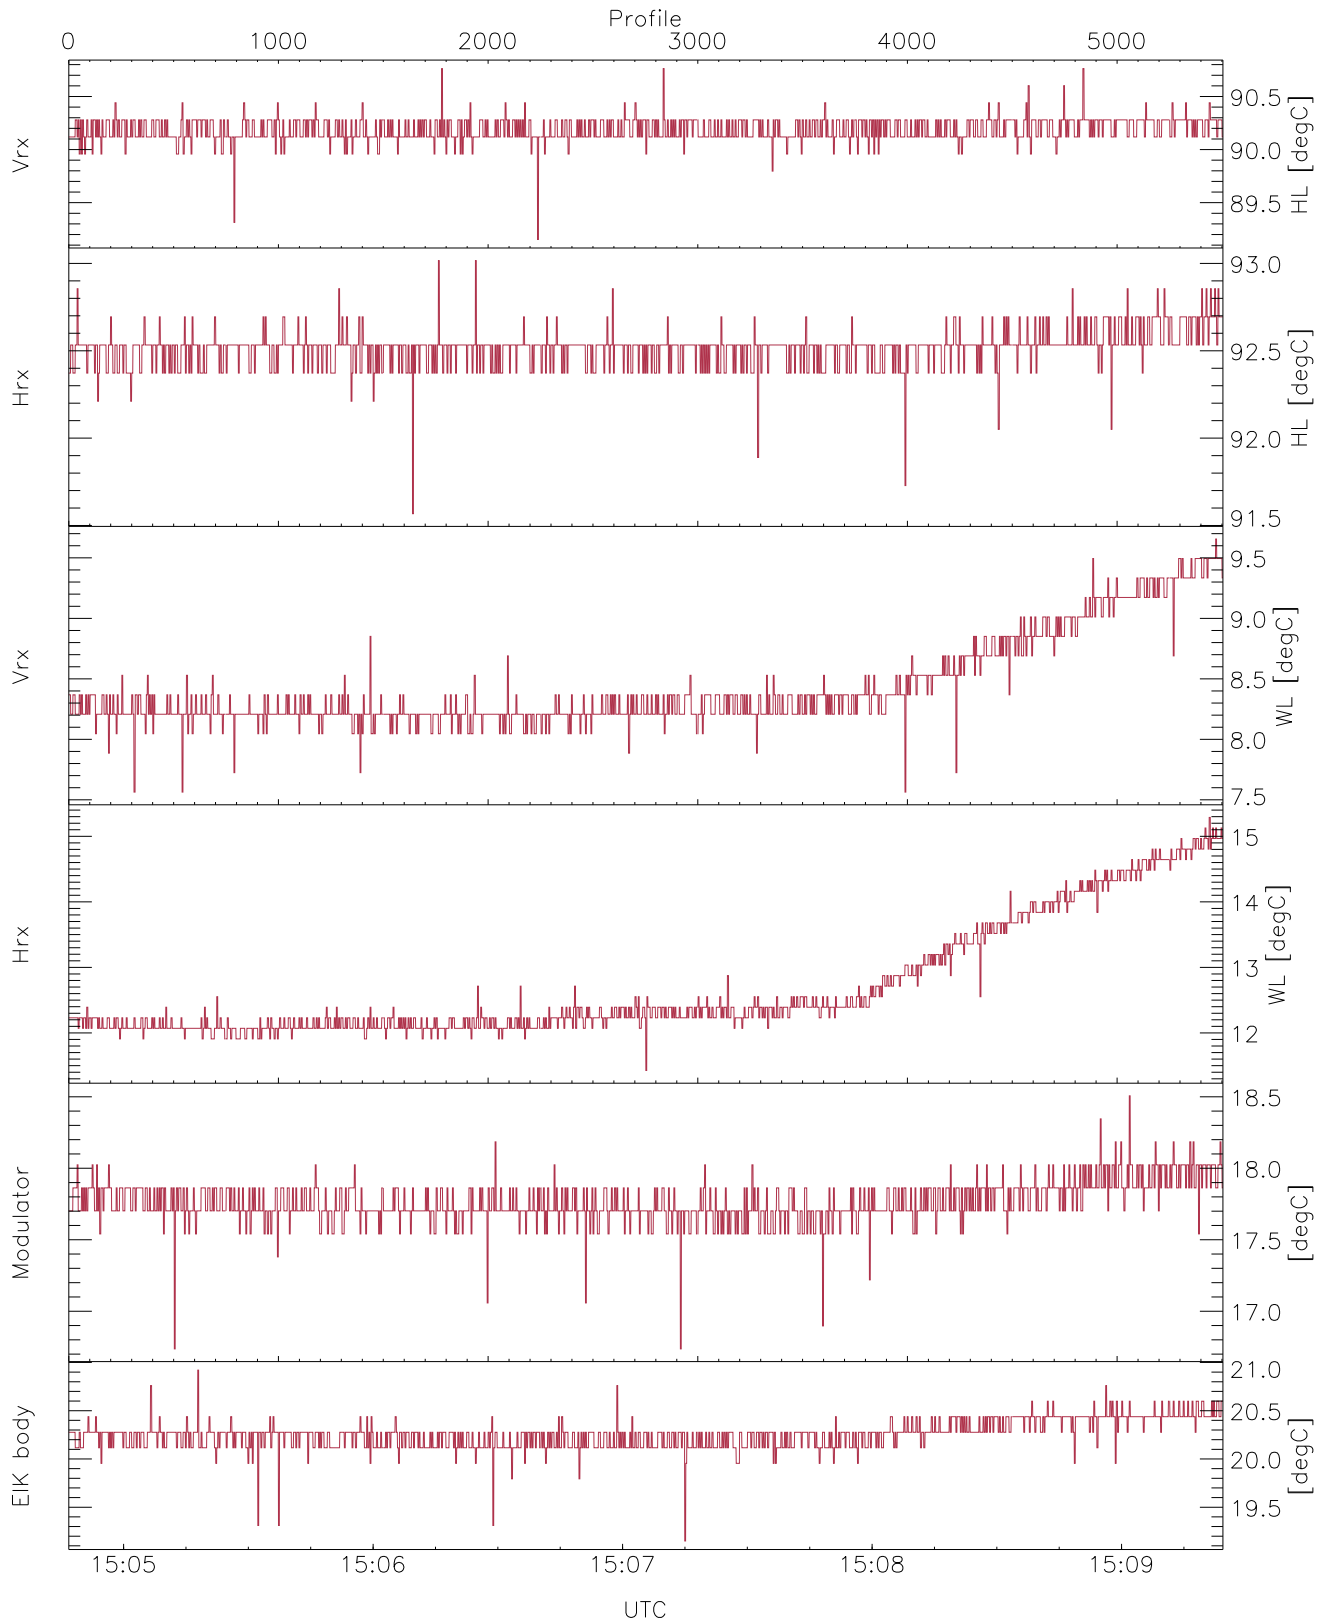 Profile
0 1000 2000 3000 4000 5000
Vrx
90.5
90.0
89.5
HL [degC]
Hrx
93.0
92.5
92.0
91.5
HL [degC]
Vrx
9.5
9.0
8.5
8.0
7.5
WL [degC]
Hrx
15
14
13
12
WL [degC]
Modulator
18.5
18.0
17.5
17.0
[degC]
EIK body
21.0
20.5
20.0
19.5
[degC]
15:05 15:06 15:07 15:08 15:09
UTC